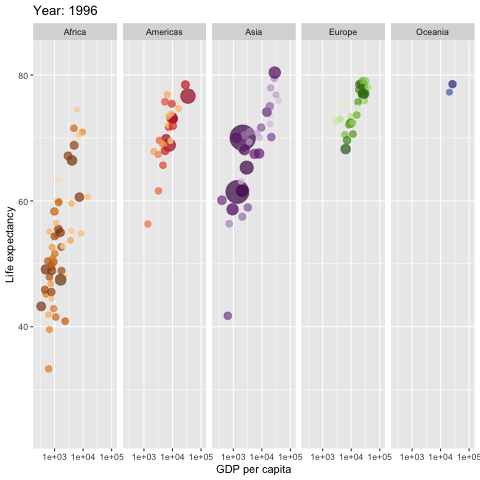 Year: 1996
Africa Americas Asia Europe Oceania
80
60
40
Life expectancy
1e+03 1e+04 1e+05 1e+03 1e+04 1e+05 1e+03 1e+04 1e+05 1e+03 1e+04 1e+05 1e+03 1e+04 1e+05
GDP per capita